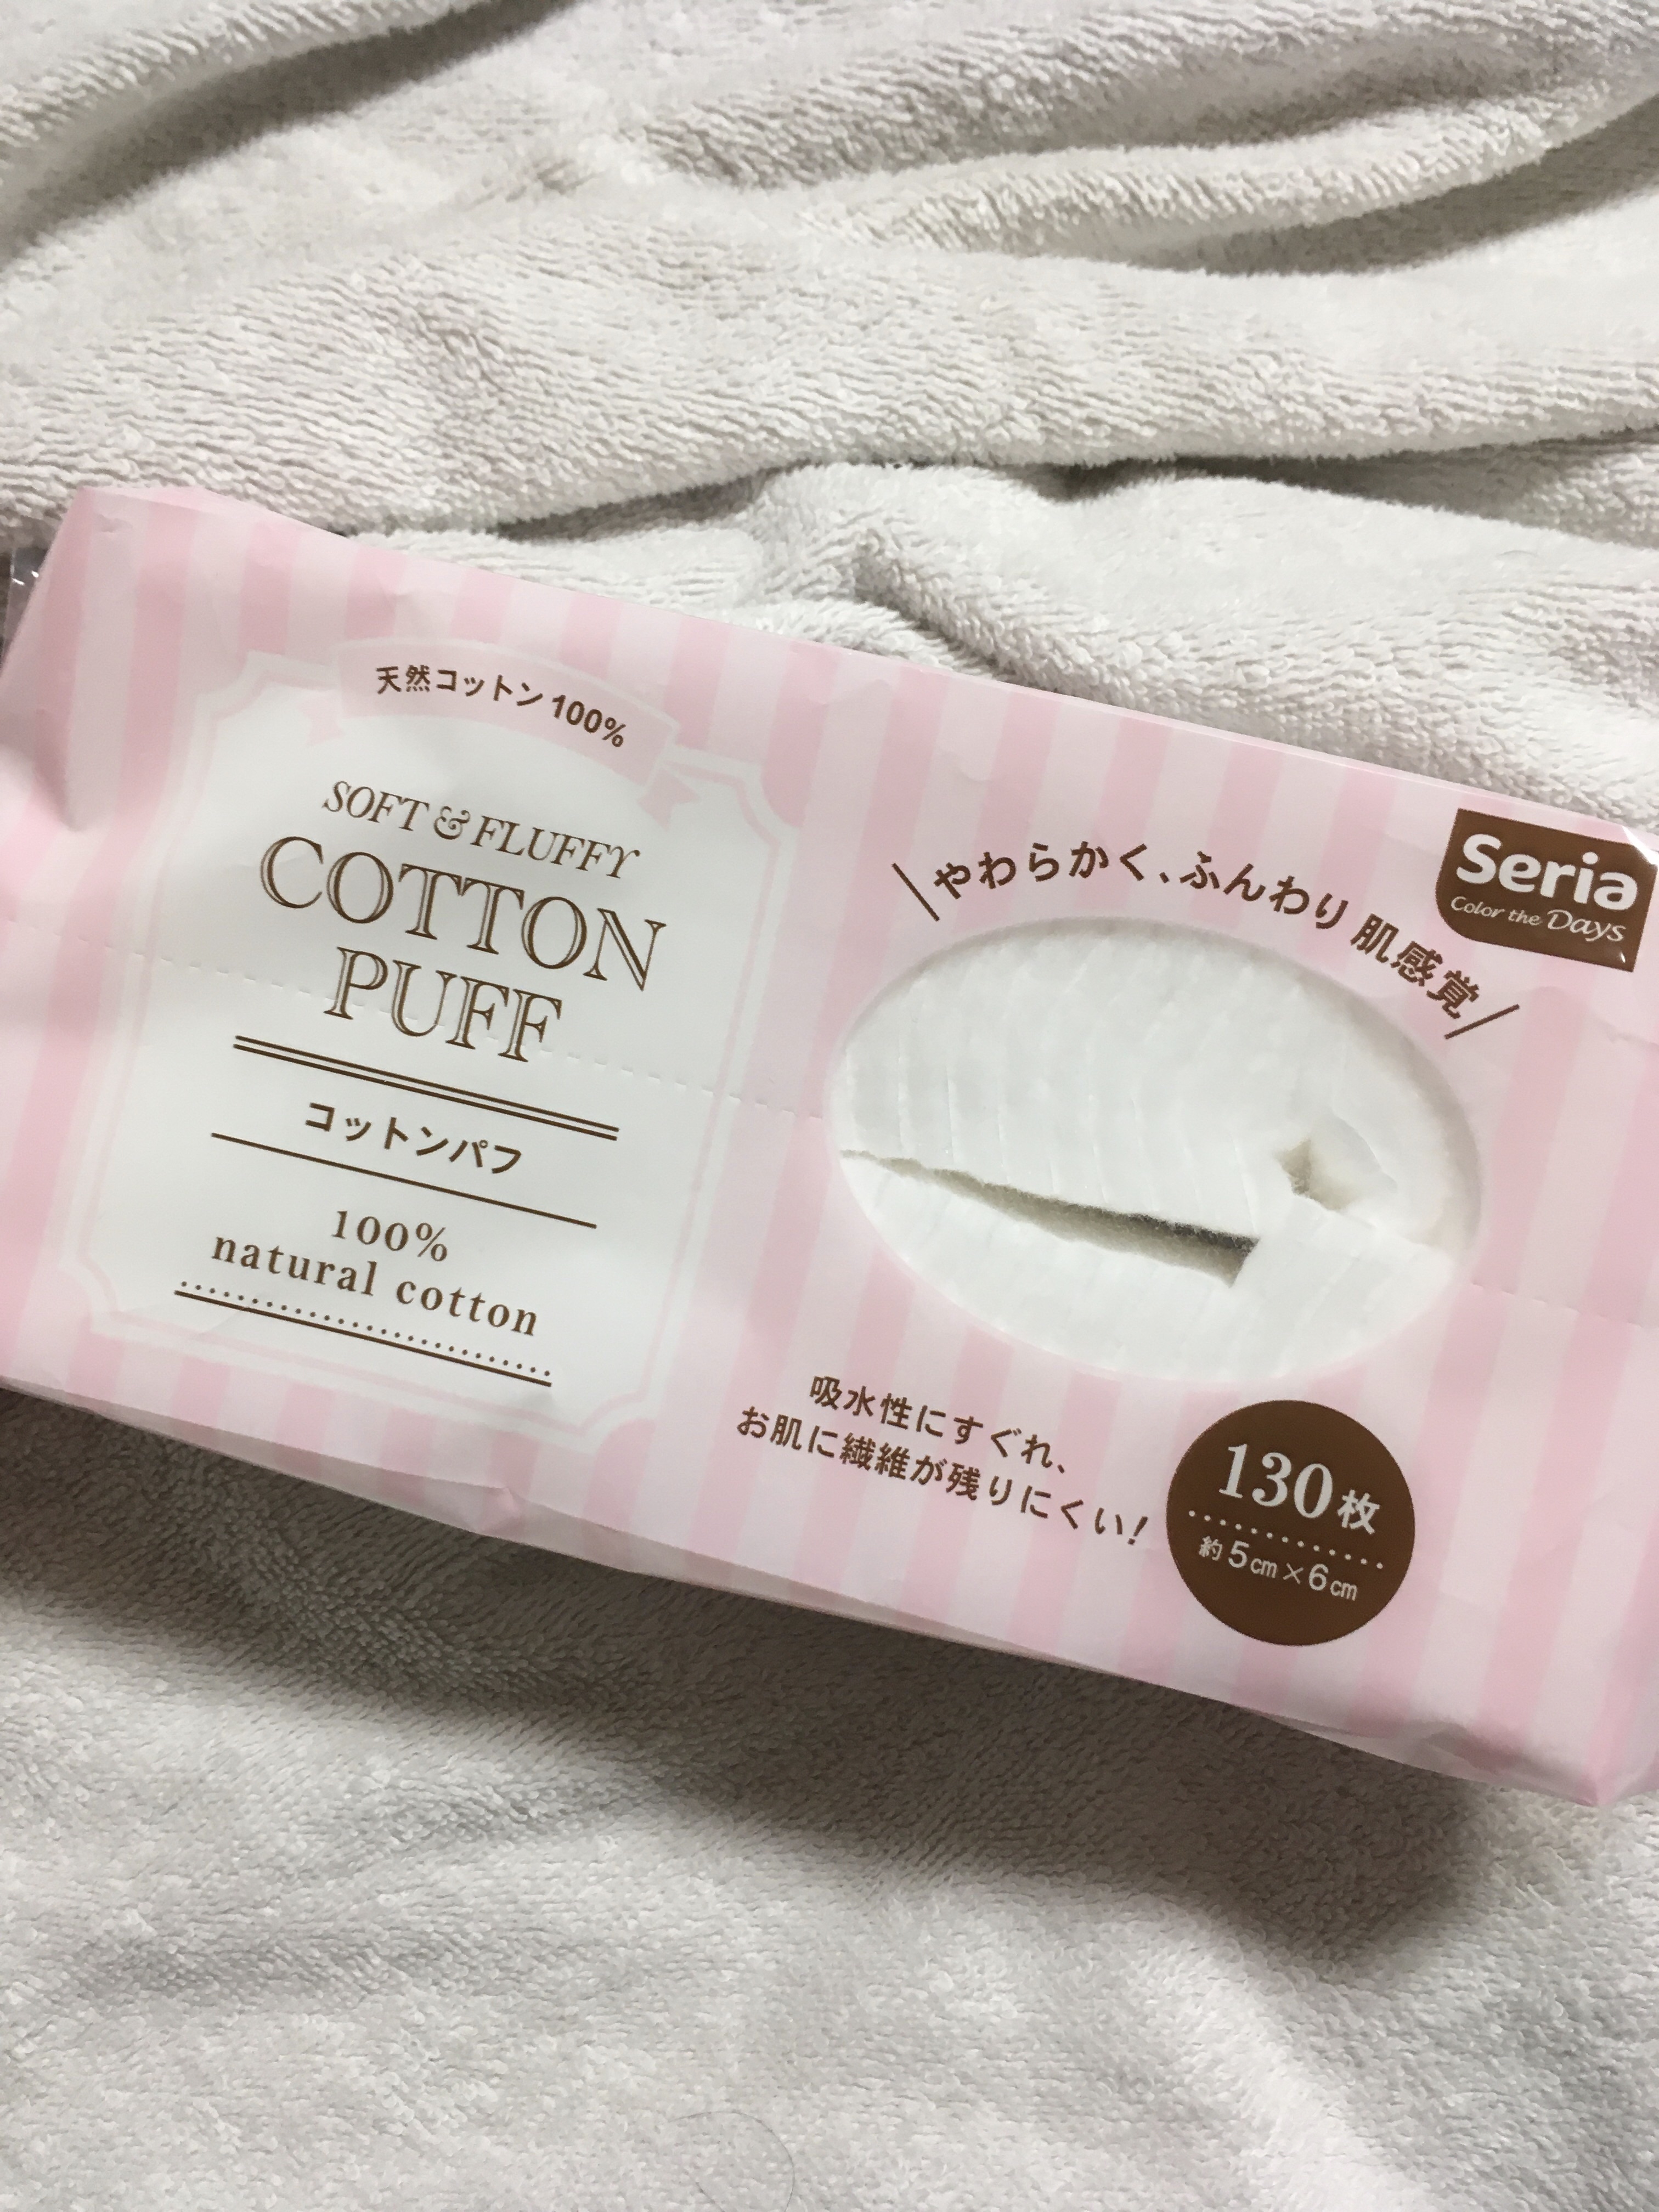 天然コットン100%
SOFT & FLUFFY
COTTON
PUFF
コットンパフ
100%
natural cotton
やわらかく、ふんわり 肌感覚
Seria
Color the Days
吸水性にすぐれ、
お肌に繊維が残りにくい!
130枚
約5cm×6cm